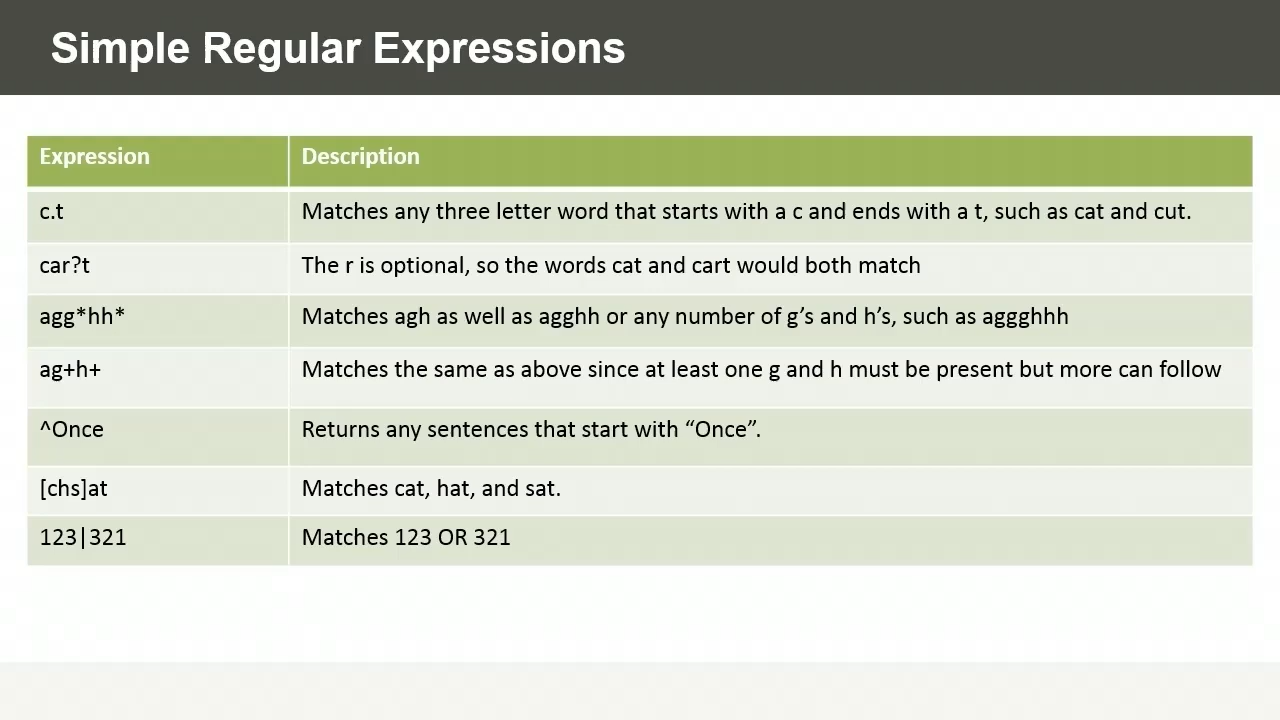 Simple Regular Expressions
Expression Description
c.t Matches any three letter word that starts with a c and ends with a t, such as cat and cut.
car?t The r is optional, so the words cat and cart would both match
agg*hh* Matches agh as well as agghh or any number of g’s and h’s, such as aggghhh
ag+h+ Matches the same as above since at least one g and h must be present but more can follow
^Once Returns any sentences that start with “Once”.
[chs]at Matches cat, hat, and sat.
123|321 Matches 123 OR 321